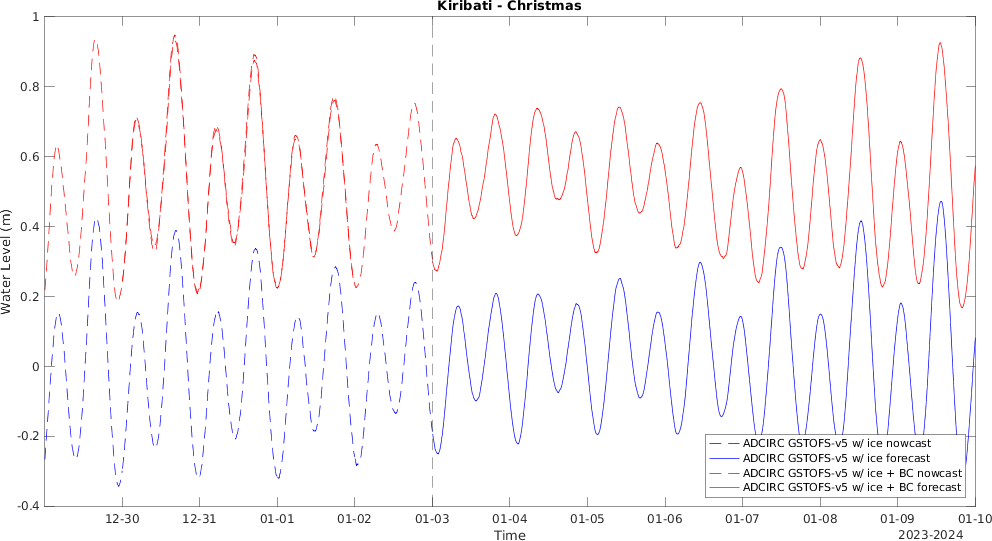 Kiribati - Christmas
Water Level (m)
1
0.8
0.6
0.4
0.2
0
-0.2
-0.4
12-30 12-31 01-01 01-02 01-03 01-04 01-05 01-06 01-07 01-08 01-09 01-10
Time
2023-2024
ADCIRC GSTOFS-v5 w/ ice nowcast
ADCIRC GSTOFS-v5 w/ ice forecast
ADCIRC GSTOFS-v5 w/ ice + BC nowcast
ADCIRC GSTOFS-v5 w/ ice + BC forecast